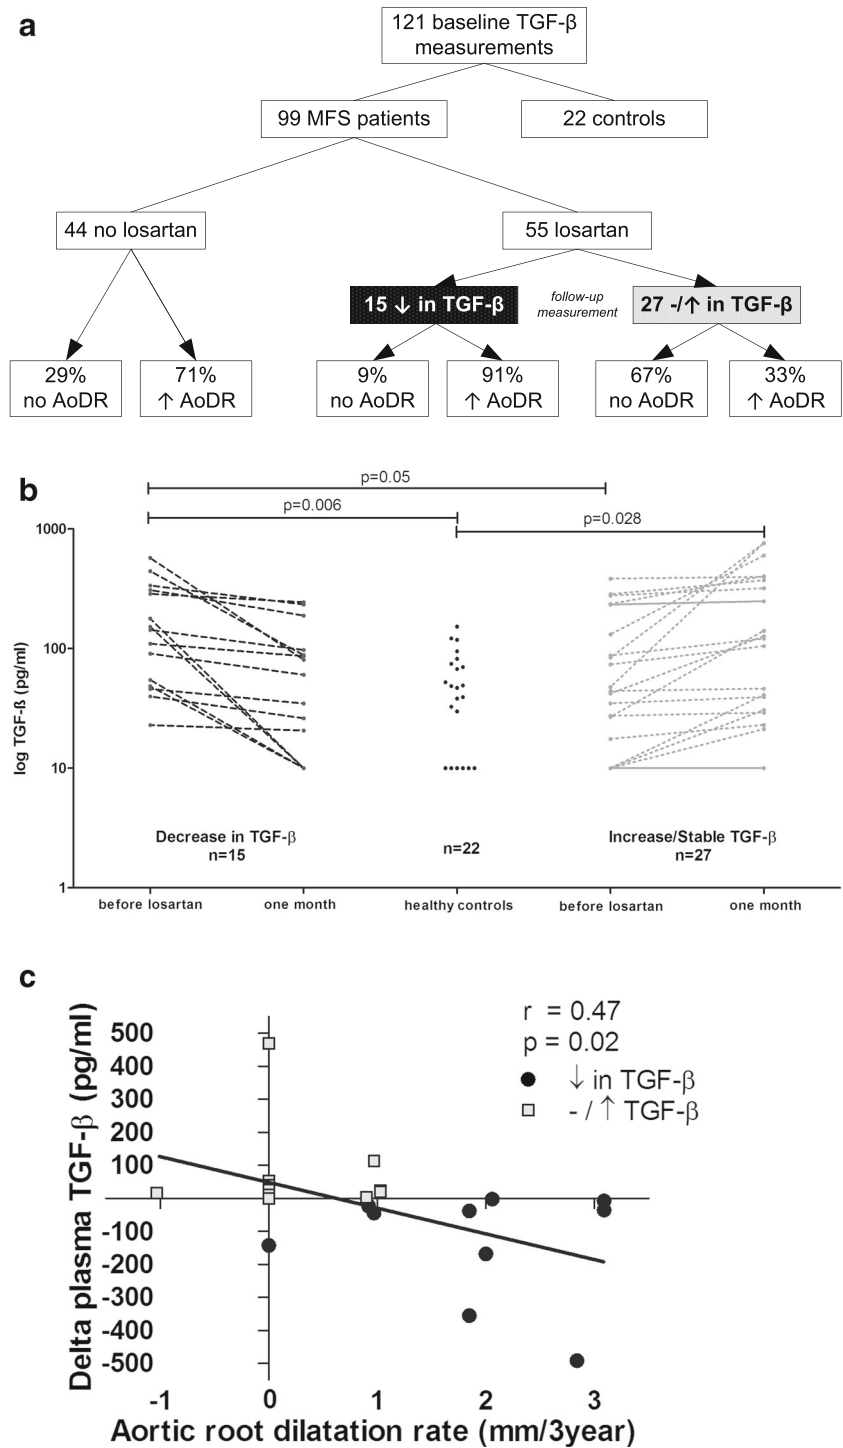 a
121 baseline TGF-β
measurements
99 MFS patients
22 controls
44 no losartan
55 losartan
15 ↓ in TGF-β
follow-up
measurement
27 -/↑ in TGF-β
29%
no AoDR
71%
↑ AoDR
9%
no AoDR
91%
↑ AoDR
67%
no AoDR
33%
↑ AoDR
b
p=0.05
p=0.006
p=0.028
log TGF-ß (pg/ml)
1000
100
10
1
Decrease in TGF-β
n=15
n=22
Increase/Stable TGF-β
n=27
before losartan
one month
healthy controls
before losartan
one month
c
r = 0.47
p = 0.02
↓ in TGF-β
- / ↑ TGF-β
Delta plasma TGF-β (pg/ml)
500
400
300
200
100
-100
-200
-300
-400
-500
-1 0 1 2 3
Aortic root dilatation rate (mm/3year)